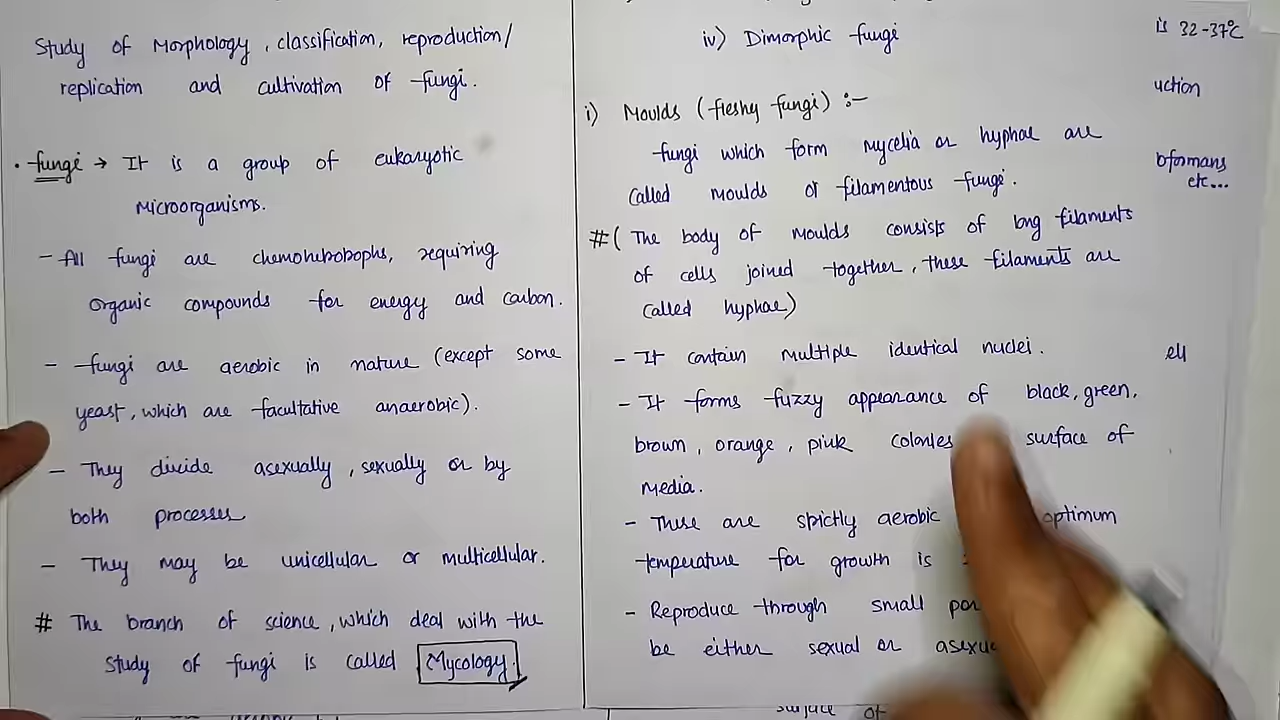 Study of Morphology, classification, reproduction/
replication and cultivation of fungi.
• fungi → It is a group of eukaryotic
Microorganisms.
- All fungi are chemoheterotrophs, requiring
Organic compounds for energy and carbon.
- fungi are aerobic in nature (except some
yeast, which are facultative anaerobic).
- They divide asexually, sexually or by
both processes
- They may be unicellular or multicellular.
# The branch of science, which deal with the
Study of fungi is called Mycology.
iv) Dimorphic fungi
i) Moulds (fleshy fungi) :-
fungi which form Mycelia or hyphae are
called moulds or filamentous fungi.
#( The body of moulds consists of long filaments
of cells joined together, these filaments are
called hyphae)
- It contain multiple identical nuclei.
- It forms fuzzy appearance of black, green,
brown, orange, pink colonies surface of
Media.
- These are strictly aerobic optimum
temperature for growth is
- Reproduce through small
be either sexual or
is 32-37°C
uction
oformans
etc...
ell
surface of